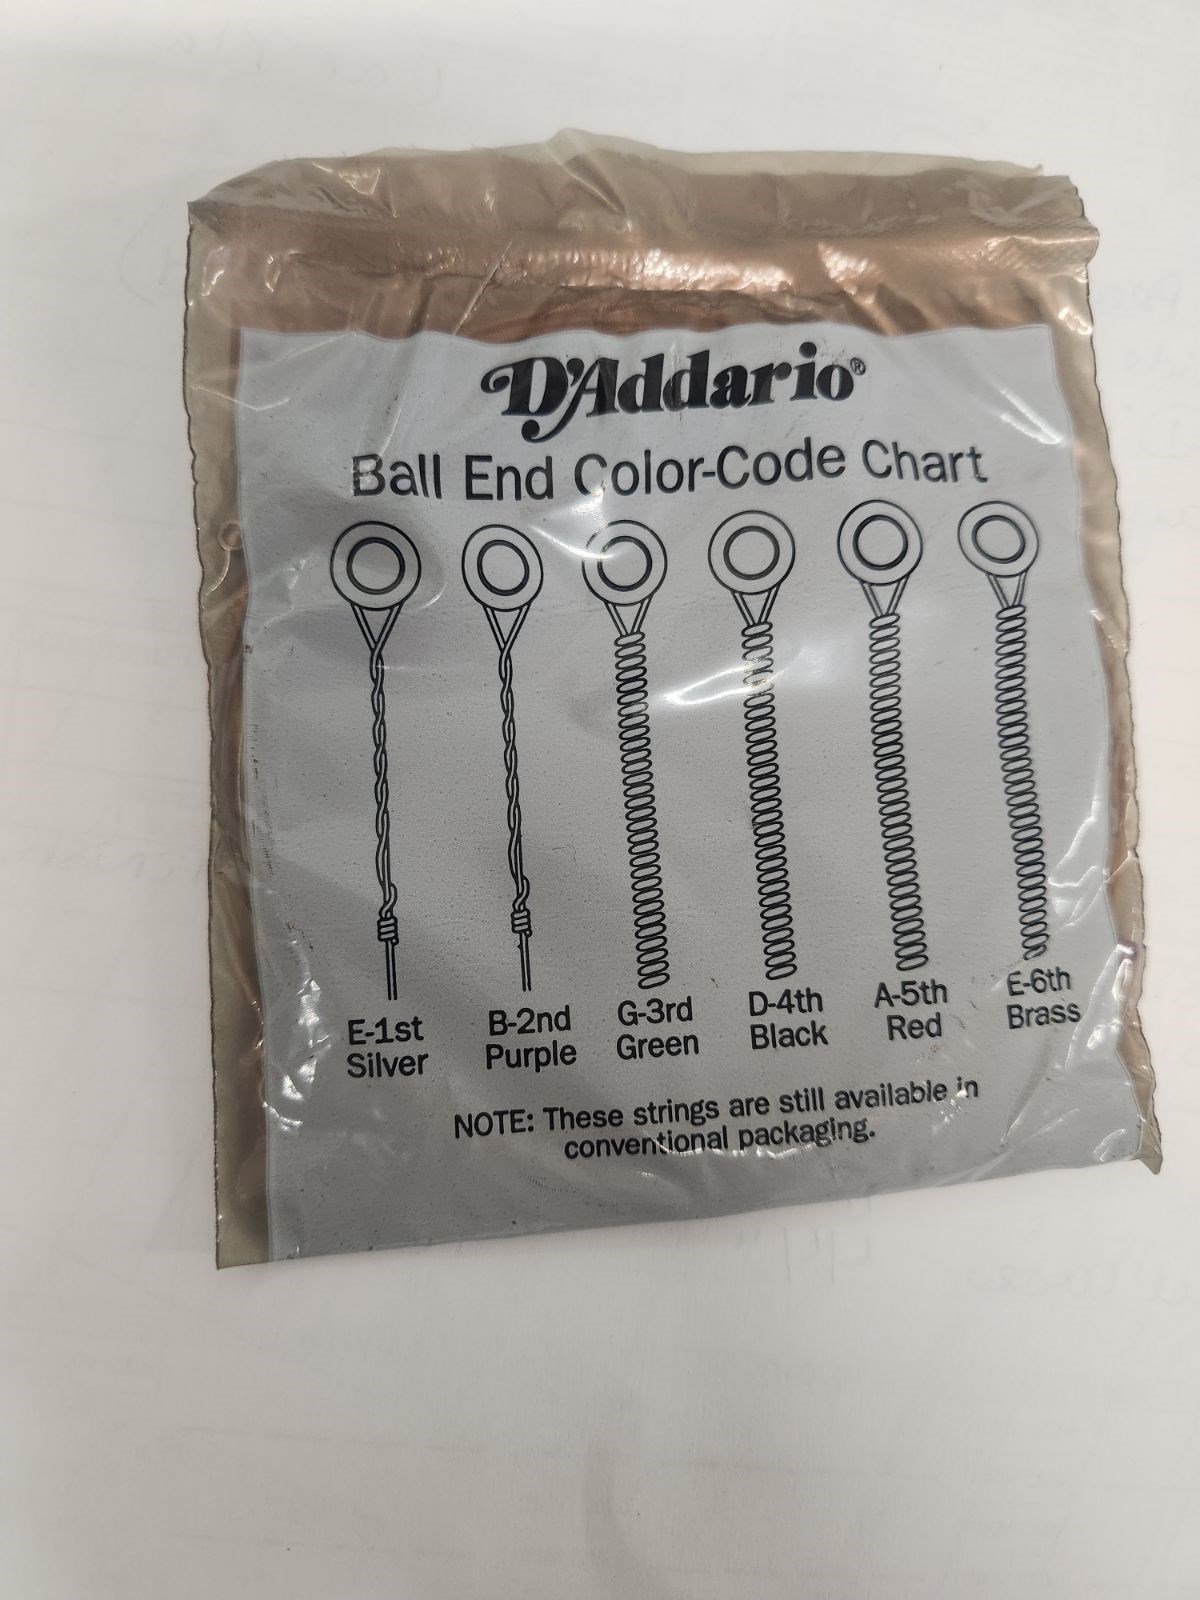 D'Addario®
Ball End Color-Code Chart
E-1st
Silver
B-2nd
Purple
G-3rd
Green
D-4th
Black
A-5th
Red
E-6th
Brass
NOTE: These strings are still available in
conventional packaging.